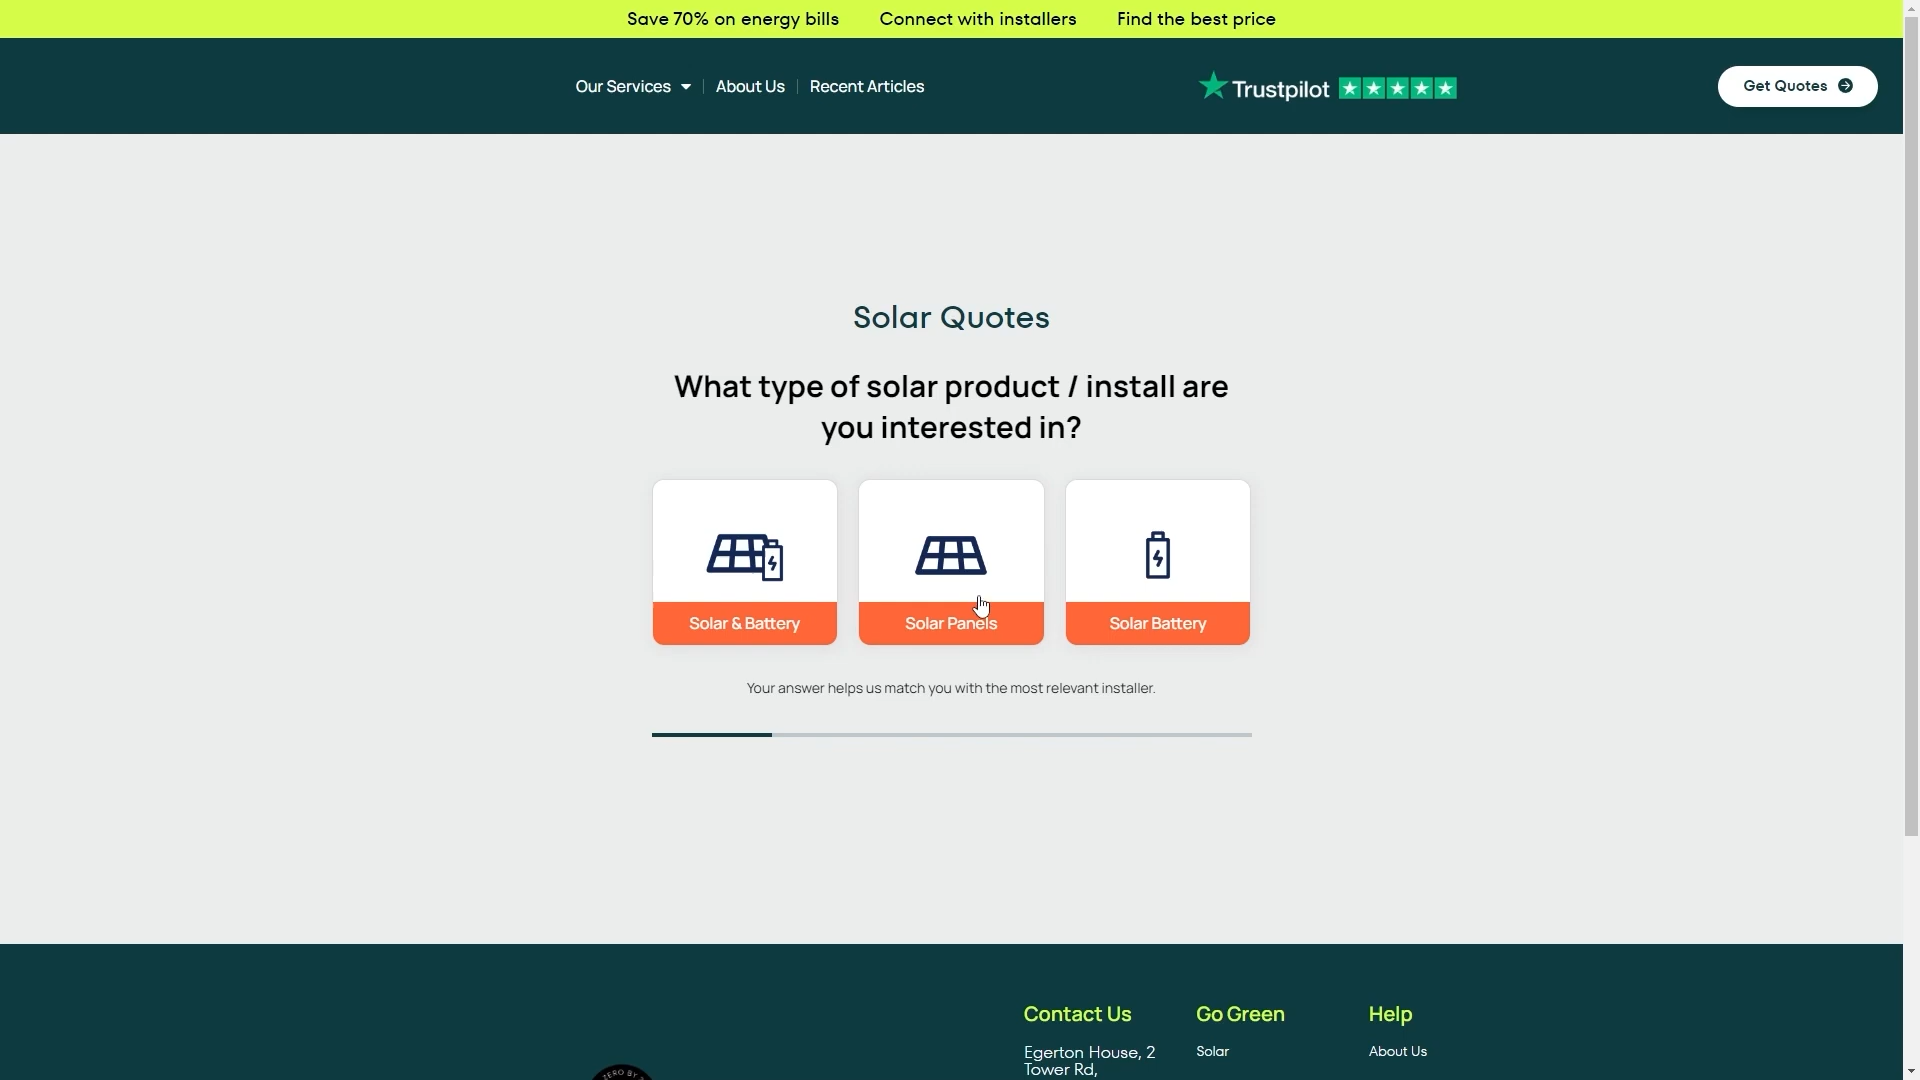 Save 70% on energy bills Connect with installers Find the best price
Our Services About Us Recent Articles Trustpilot Get Quotes
Solar Quotes
What type of solar product / install are
you interested in?
Solar & Battery Solar Panels Solar Battery
Your answer helps us match you with the most relevant installer.
Contact Us Go Green Help
Egerton House, 2 Solar About Us
Tower Rd,
ZERO BY